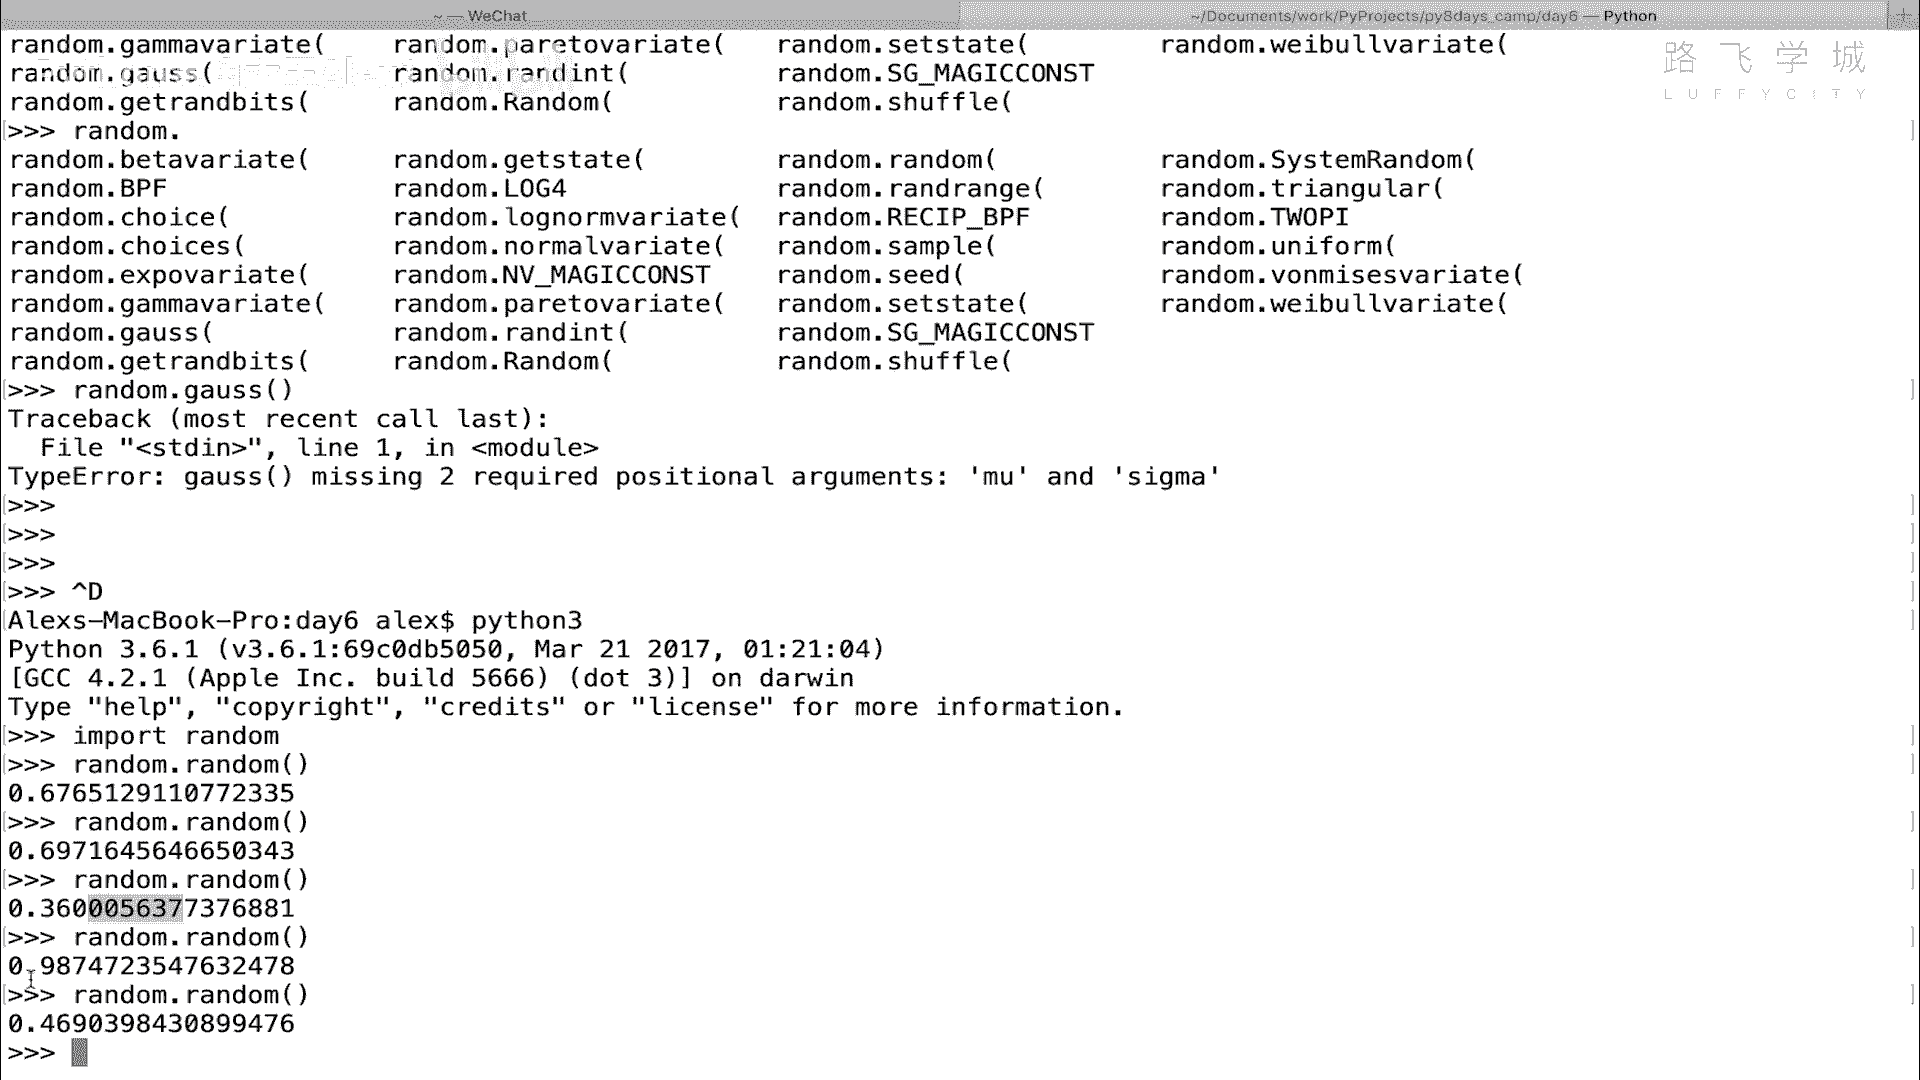 ~ — WeChat
~/Documents/work/PyProjects/py8days_camp/day6 — Python
路飞学城
LUFFYCITY
random.gammavariate( random.paretovariate( random.setstate( random.weibullvariate(
random.gauss( random.randint( random.SG_MAGICCONST
random.getrandbits( random.Random( random.shuffle(
>>> random.
random.betavariate( random.getstate( random.random( random.SystemRandom(
random.BPF random.LOG4 random.randrange( random.triangular(
random.choice( random.lognormvariate( random.RECIP_BPF random.TWOPI
random.choices( random.normalvariate( random.sample( random.uniform(
random.expovariate( random.NV_MAGICCONST random.seed( random.vonmisesvariate(
random.gammavariate( random.paretovariate( random.setstate( random.weibullvariate(
random.gauss( random.randint( random.SG_MAGICCONST
random.getrandbits( random.Random( random.shuffle(
>>> random.gauss()
Traceback (most recent call last):
File "<stdin>", line 1, in <module>
TypeError: gauss() missing 2 required positional arguments: 'mu' and 'sigma'
>>>
>>>
>>>
>>> ^D
Alexs-MacBook-Pro:day6 alex$ python3
Python 3.6.1 (v3.6.1:69c0db5050, Mar 21 2017, 01:21:04)
[GCC 4.2.1 (Apple Inc. build 5666) (dot 3)] on darwin
Type "help", "copyright", "credits" or "license" for more information.
>>> import random
>>> random.random()
0.6765129110772335
>>> random.random()
0.6971645646650343
>>> random.random()
0.3600056377376881
>>> random.random()
0.9874723547632478
>>> random.random()
0.4690398430899476
>>>